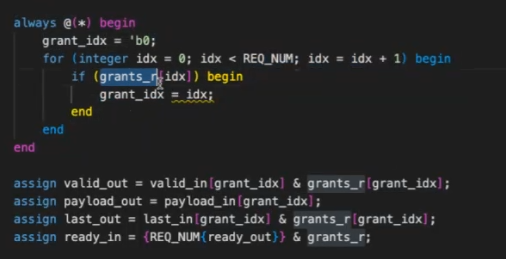 always @(*) begin
    grant_idx = 'b0;
    for (integer idx = 0; idx < REQ_NUM; idx = idx + 1) begin
        if (grants_r[idx]) begin
            grant_idx = idx;
        end
    end
end

assign valid_out = valid_in[grant_idx] & grants_r[grant_idx];
assign payload_out = payload_in[grant_idx];
assign last_out = last_in[grant_idx] & grants_r[grant_idx];
assign ready_in = {REQ_NUM{ready_out}} & grants_r;